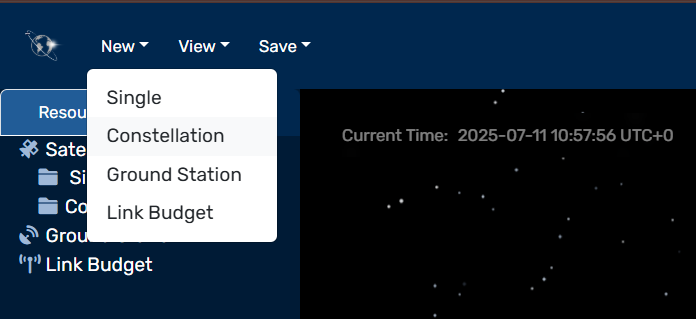 New View Save
Single
Constellation
Ground Station
Link Budget
Current Time: 2025-07-11 10:57:56 UTC+0
Link Budget